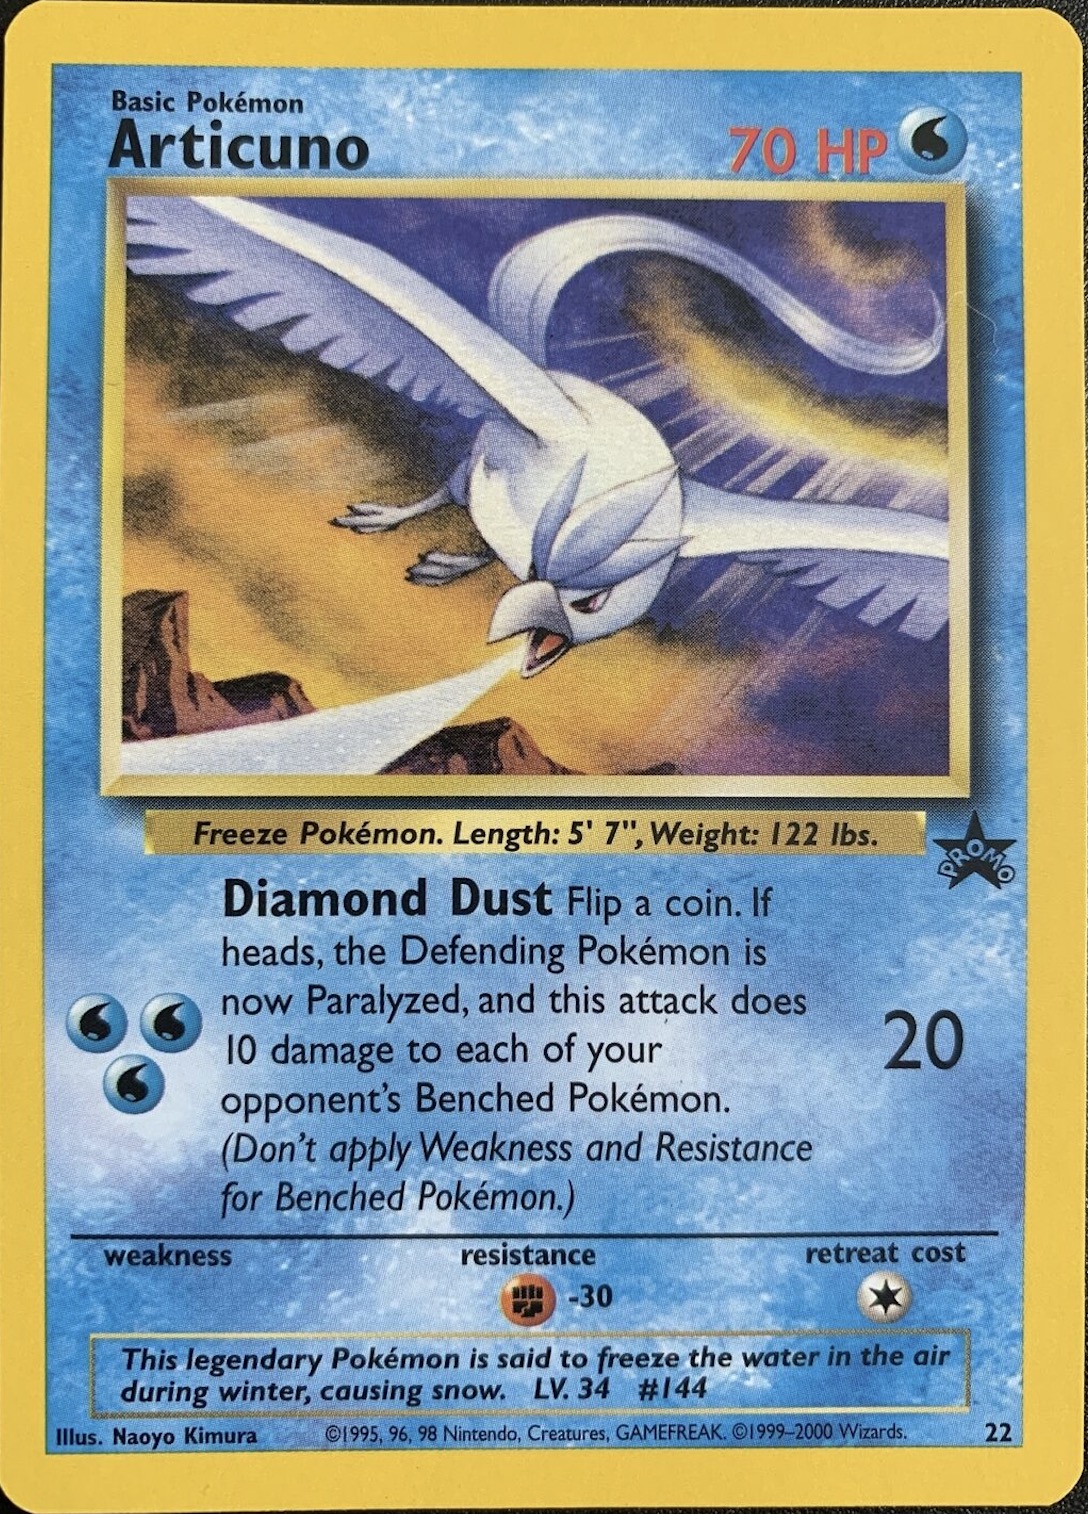 Basic Pokémon
Articuno
70 HP
Freeze Pokémon. Length: 5' 7", Weight: 122 lbs.
PROMO
Diamond Dust Flip a coin. If
heads, the Defending Pokémon is
now Paralyzed, and this attack does
10 damage to each of your
opponent's Benched Pokémon.
(Don't apply Weakness and Resistance
for Benched Pokémon.)
20
weakness
resistance
retreat cost
-30
This legendary Pokémon is said to freeze the water in the air
during winter, causing snow. LV. 34 #144
Illus. Naoyo Kimura
©1995, 96, 98 Nintendo, Creatures, GAMEFREAK. ©1999–2000 Wizards.
22